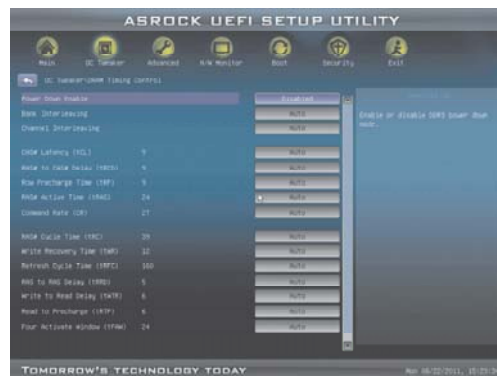 ASROCK UEFI SETUP UTILITY
Main OC Tweaker Advanced H/W Monitor Boot Security Exit
OC Tweaker\DRAM Timing Control
Power Down Enable Disabled
Bank Interleaving Auto
Channel Interleaving Auto
CAS# Latency (tCL) 9 Auto
RAS# to CAS# Delay (tRCD) 9 Auto
Row Precharge Time (tRP) 9 Auto
RAS# Active Time (tRAS) 24 Auto
Command Rate (CR) 2T Auto
RAS# Cycle Time (tRC) 39 Auto
Write Recovery Time (tWR) 12 Auto
Refresh Cycle Time (tRFC) 160 Auto
RAS to RAS Delay (tRRD) 5 Auto
Write to Read Delay (tWTR) 6 Auto
Read to Precharge (tRTP) 6 Auto
Four Activate Window (tFAW) 24 Auto
Enable or disable DDR3 power down
mode.
TOMORROW'S TECHNOLOGY TODAY
Mon